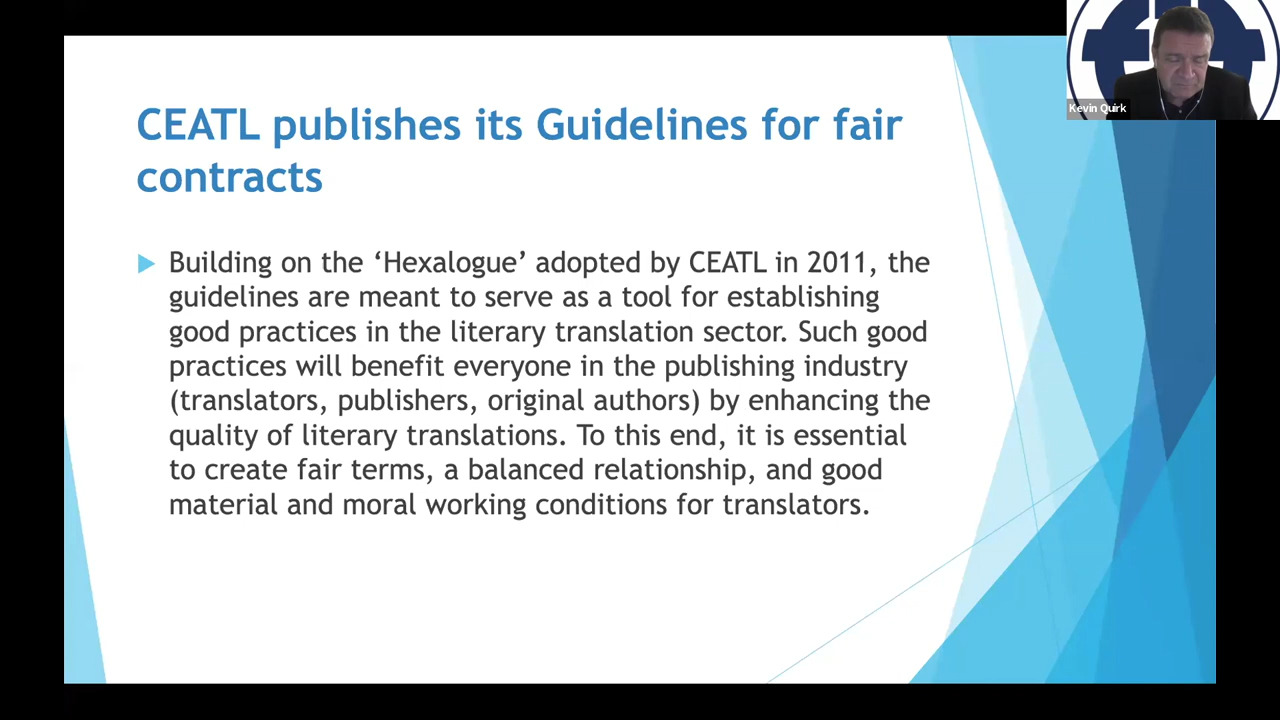 CEATL publishes its Guidelines for fair
contracts
Building on the ‘Hexalogue’ adopted by CEATL in 2011, the
guidelines are meant to serve as a tool for establishing
good practices in the literary translation sector. Such good
practices will benefit everyone in the publishing industry
(translators, publishers, original authors) by enhancing the
quality of literary translations. To this end, it is essential
to create fair terms, a balanced relationship, and good
material and moral working conditions for translators.
Kevin Quirk